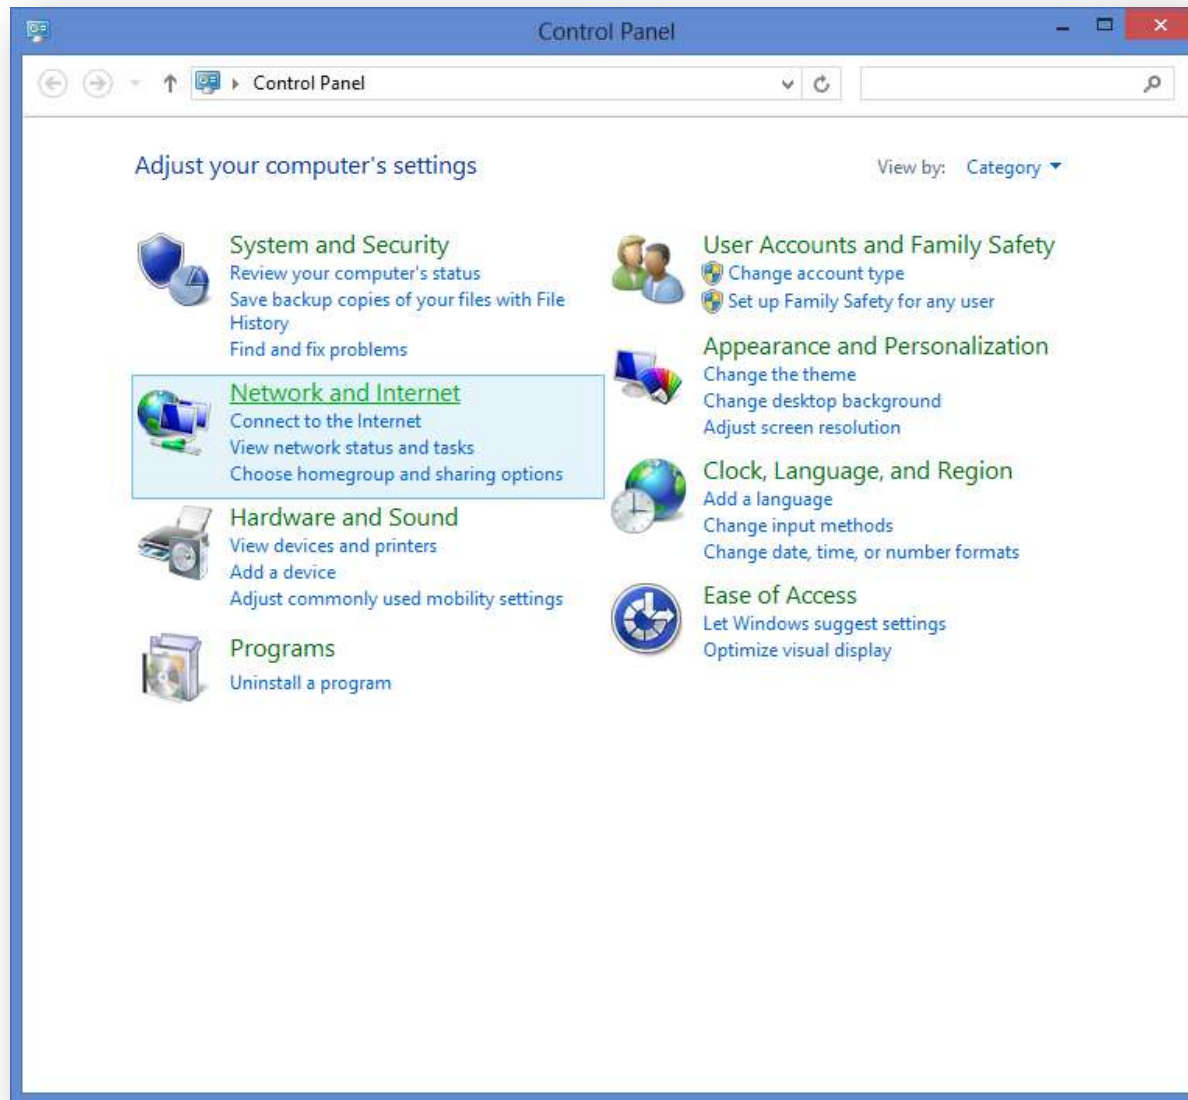 Control Panel
Control Panel
Adjust your computer's settings
View by: Category
System and Security
Review your computer's status
Save backup copies of your files with File
History
Find and fix problems
Network and Internet
Connect to the Internet
View network status and tasks
Choose homegroup and sharing options
Hardware and Sound
View devices and printers
Add a device
Adjust commonly used mobility settings
Programs
Uninstall a program
User Accounts and Family Safety
Change account type
Set up Family Safety for any user
Appearance and Personalization
Change the theme
Change desktop background
Adjust screen resolution
Clock, Language, and Region
Add a language
Change input methods
Change date, time, or number formats
Ease of Access
Let Windows suggest settings
Optimize visual display